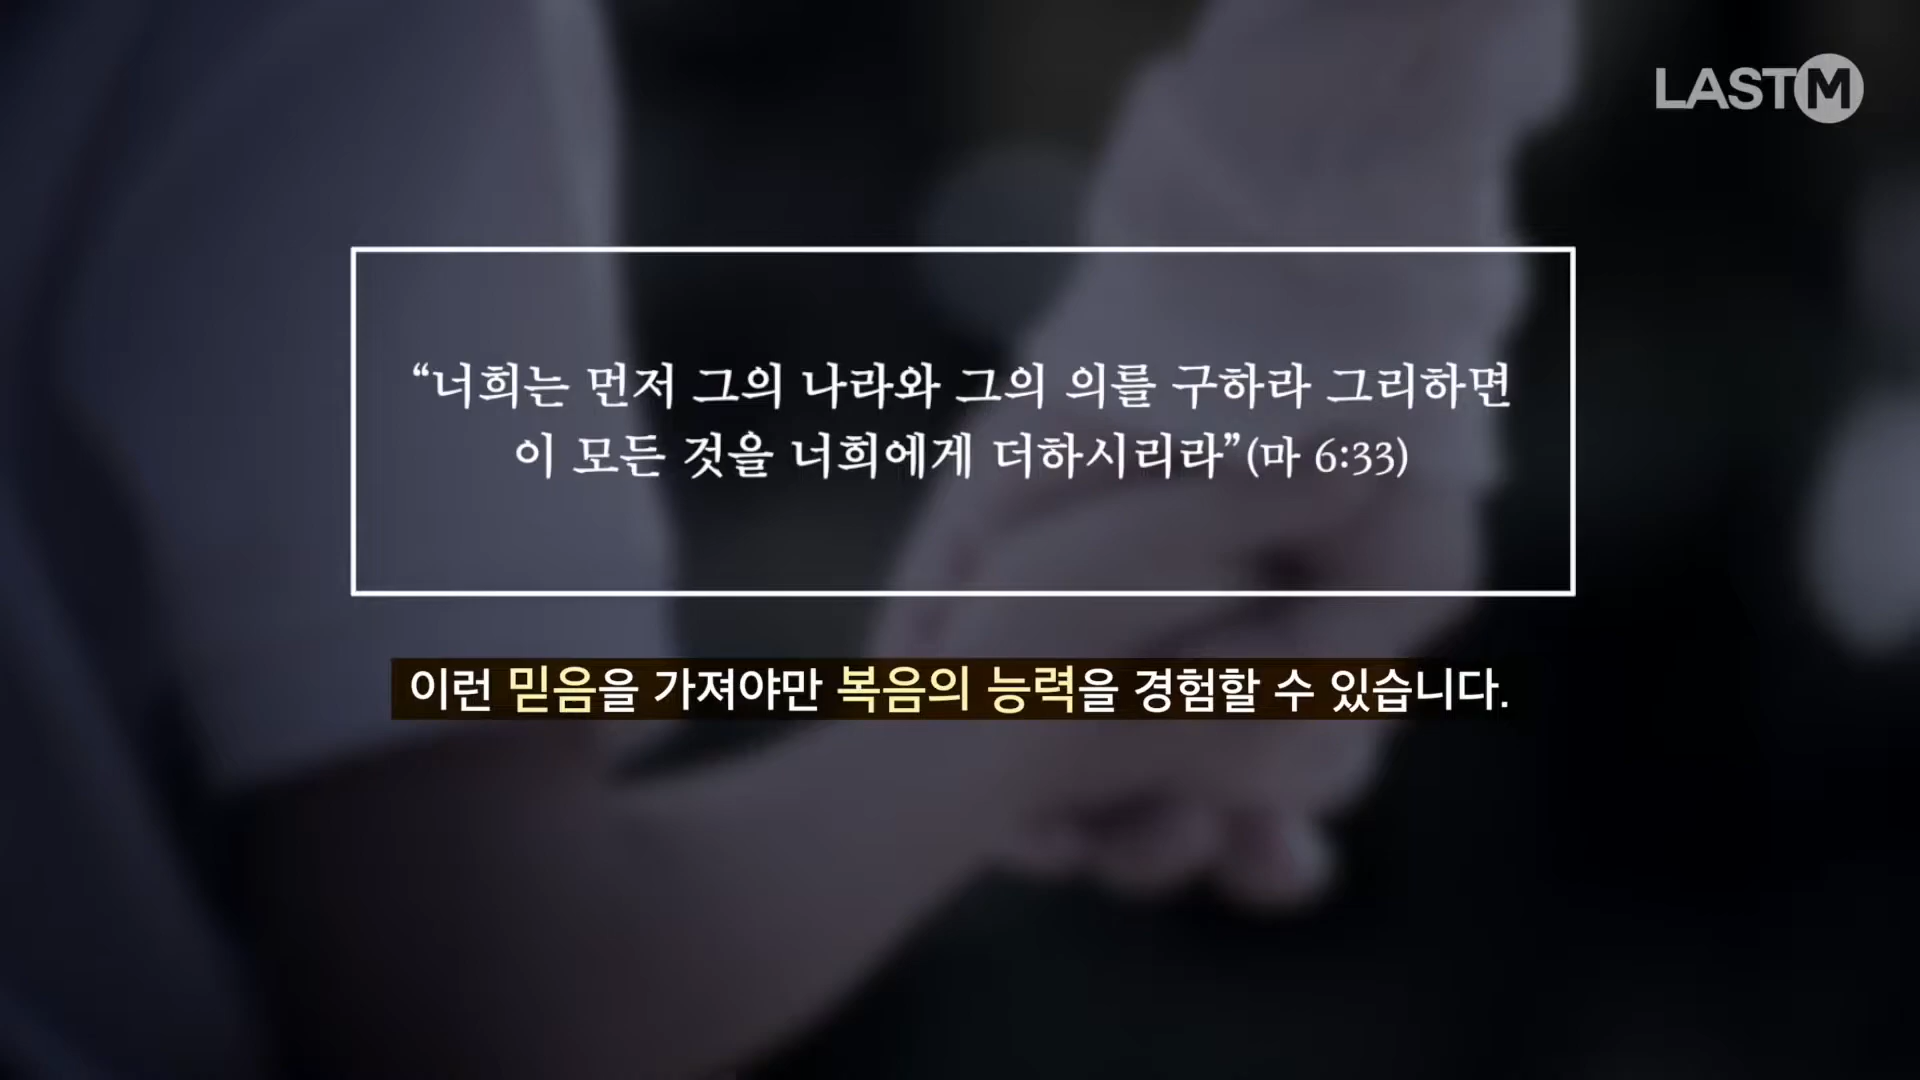 LASTM
“너희는 먼저 그의 나라와 그의 의를 구하라 그리하면
이 모든 것을 너희에게 더하시리라”(마 6:33)
이런 믿음을 가져야만 복음의 능력을 경험할 수 있습니다.